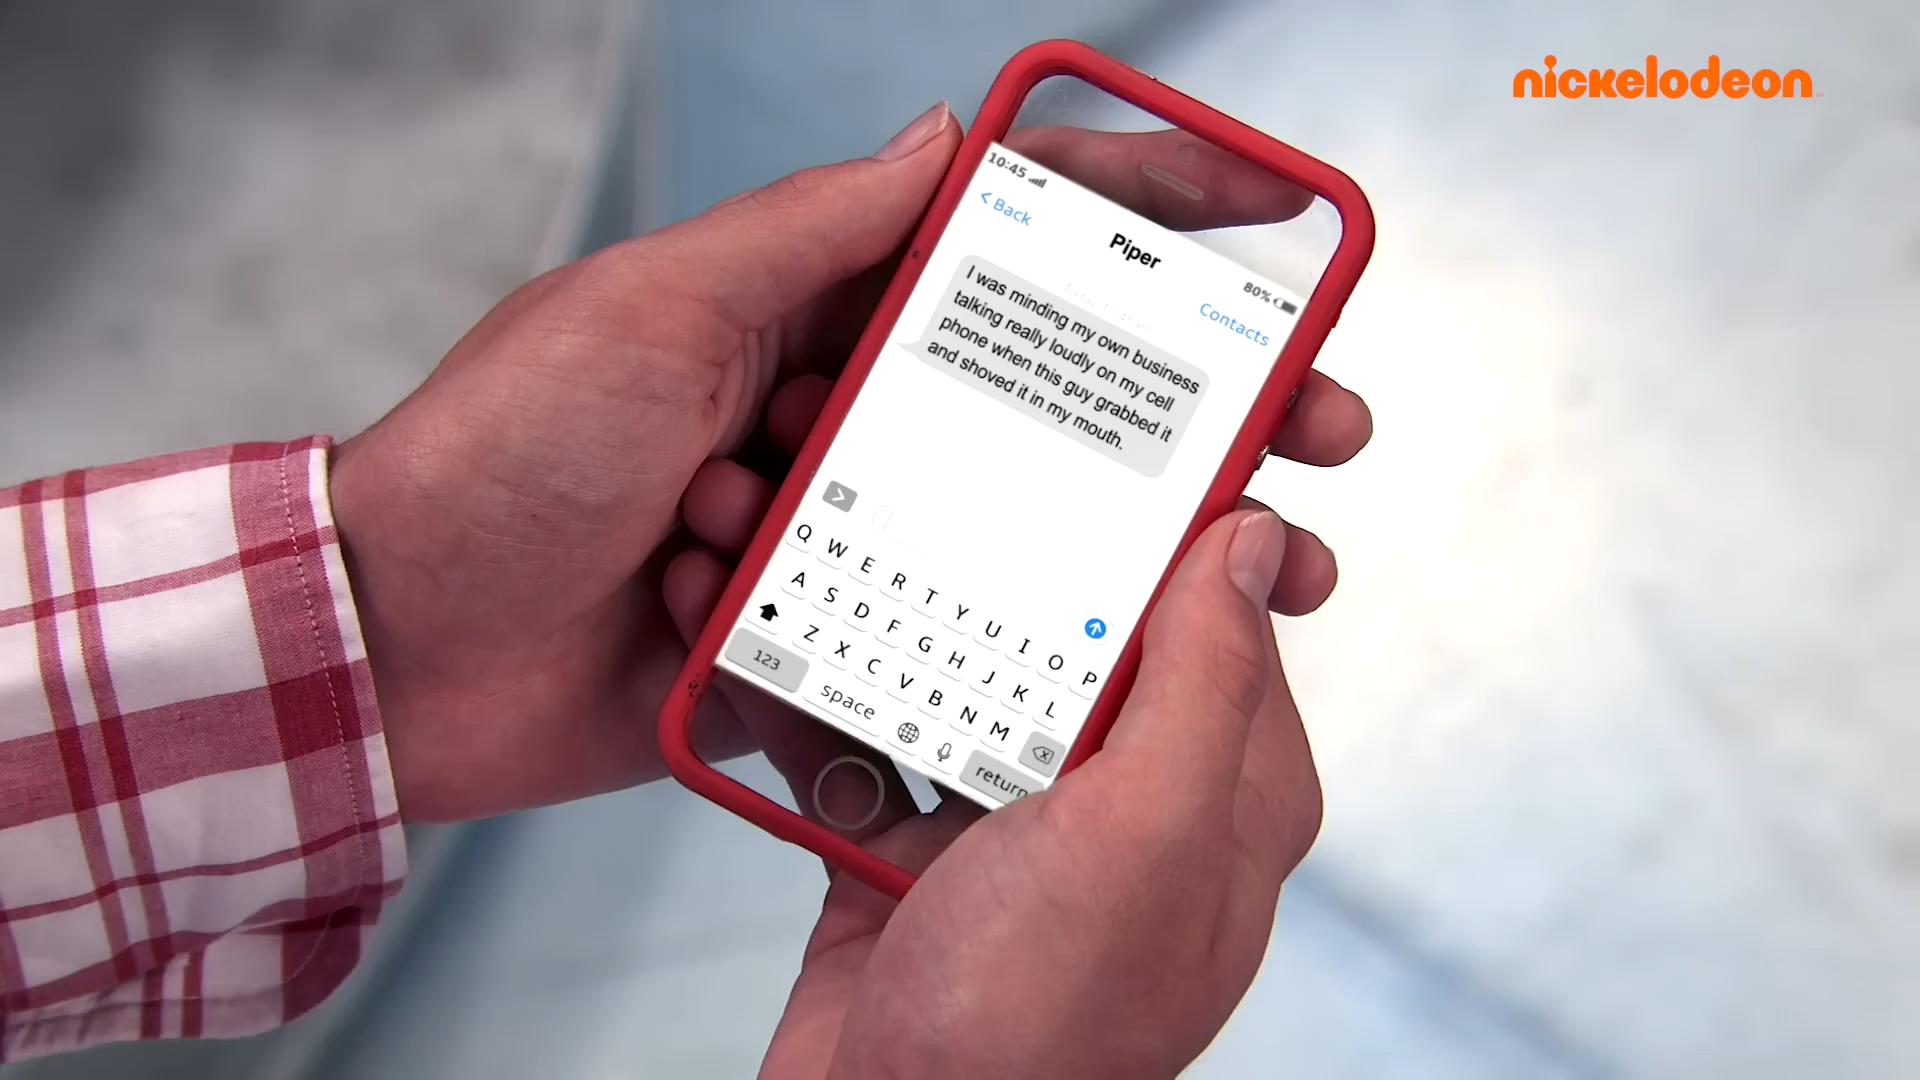 nickelodeon
10:45
80%
< Back
Piper
Contacts
I was minding my own business
talking really loudly on my cell
phone when this guy grabbed it
and shoved it in my mouth.
>
Q W E R T Y U I O P
A S D F G H J K L
Z X C V B N M
123
space
return